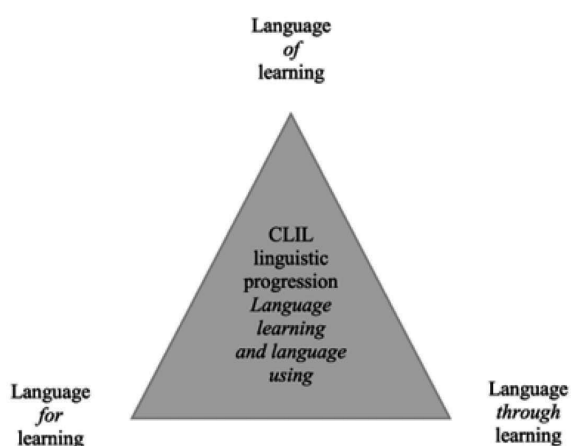 Language
of
learning
CLIL
linguistic
progression
Language
learning
and language
using
Language
for
learning
Language
through
learning